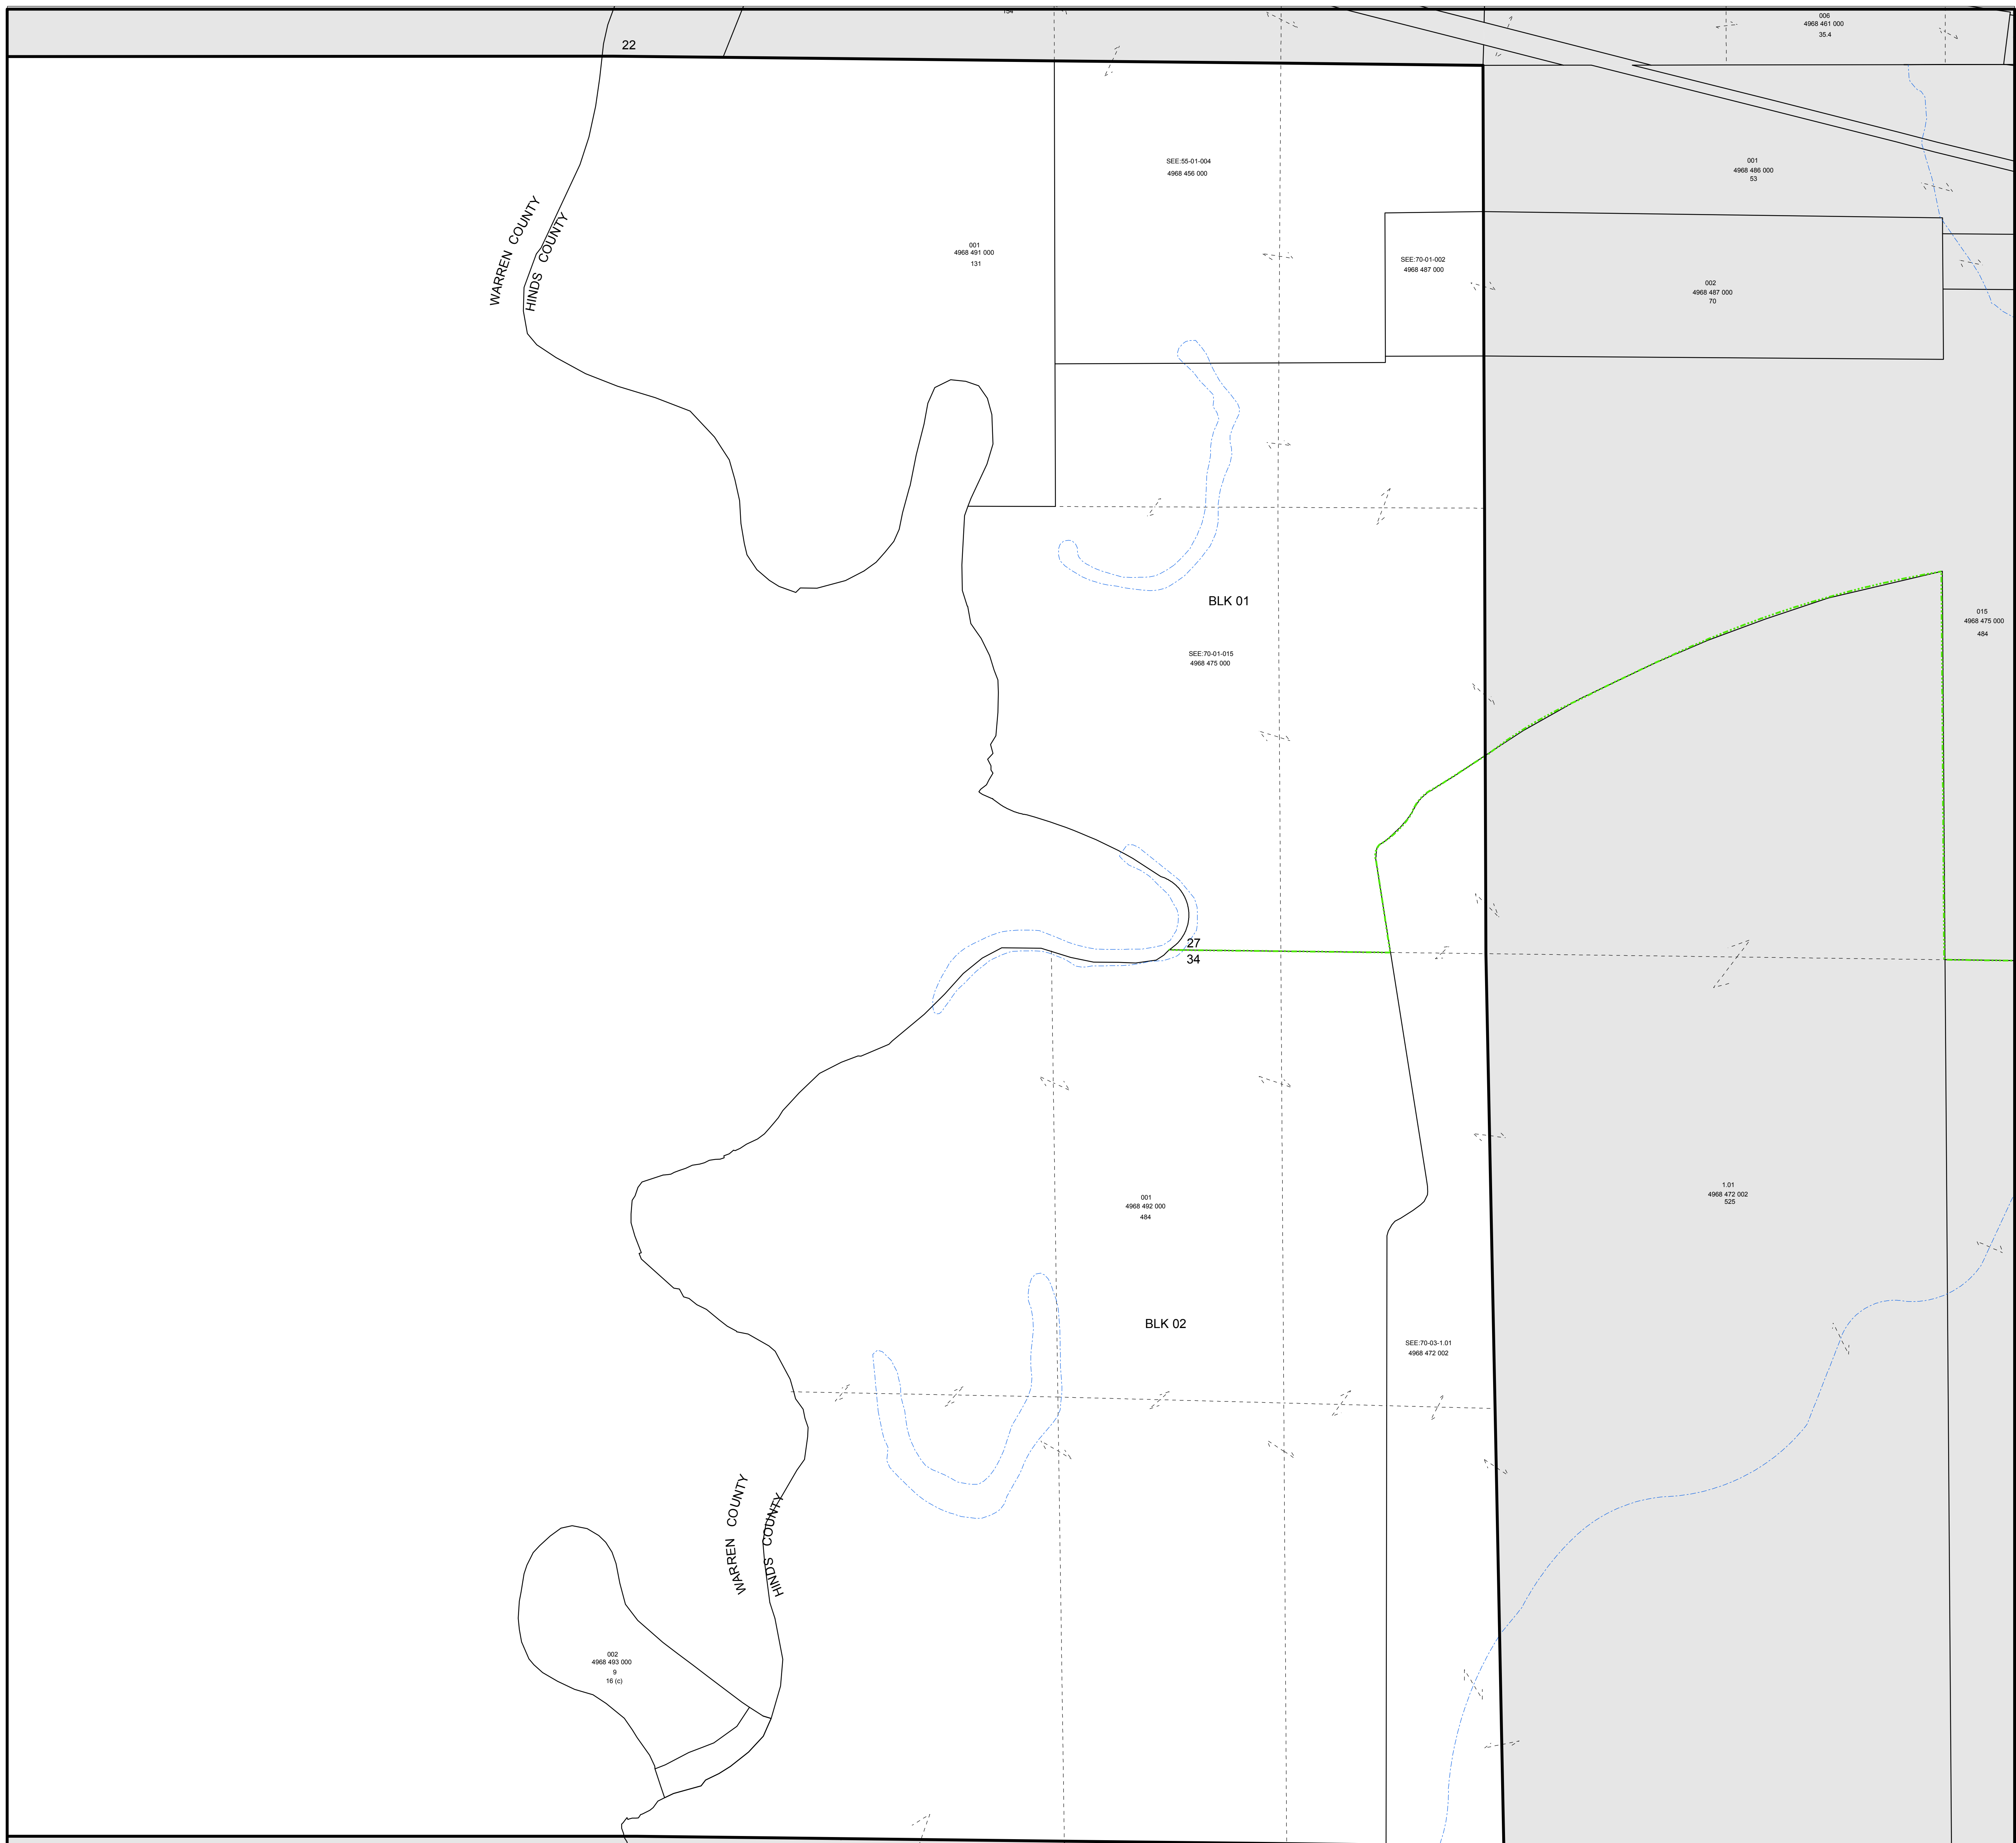 22
006
4968 461 000
35.4
WARREN COUNTY
HINDS COUNTY
001
4968 491 000
131
SEE:55-01-004
4968 456 000
SEE:70-01-002
4968 487 000
001
4968 486 000
53
002
4968 487 000
70
BLK 01
SEE:70-01-015
4968 475 000
015
4968 475 000
484
27
34
001
4968 492 000
484
1.01
4968 472 002
525
BLK 02
SEE:70-03-1.01
4968 472 002
WARREN COUNTY
HINDS COUNTY
002
4968 493 000
9
16 (c)